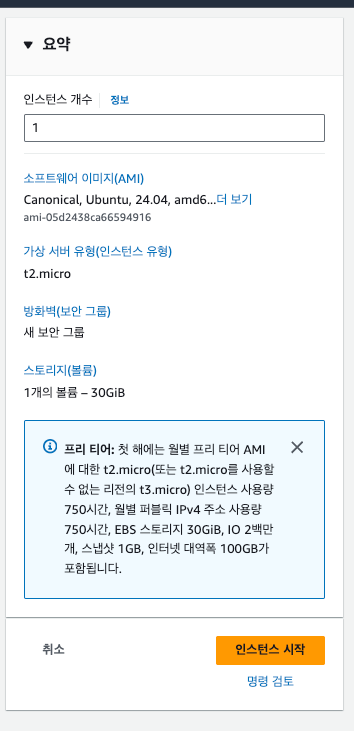 ▼ 요약
인스턴스 개수 정보
1
소프트웨어 이미지(AMI)
Canonical, Ubuntu, 24.04, amd6...더 보기
ami-05d2438ca66594916
가상 서버 유형(인스턴스 유형)
t2.micro
방화벽(보안 그룹)
새 보안 그룹
스토리지(볼륨)
1개의 볼륨 – 30GiB
프리 티어: 첫 해에는 월별 프리 티어 AMI
에 대한 t2.micro(또는 t2.micro를 사용할
수 없는 리전의 t3.micro) 인스턴스 사용량
750시간, 월별 퍼블릭 IPv4 주소 사용량
750시간, EBS 스토리지 30GiB, IO 2백만
개, 스냅샷 1GB, 인터넷 대역폭 100GB가
포함됩니다.
취소
인스턴스 시작
명령 검토